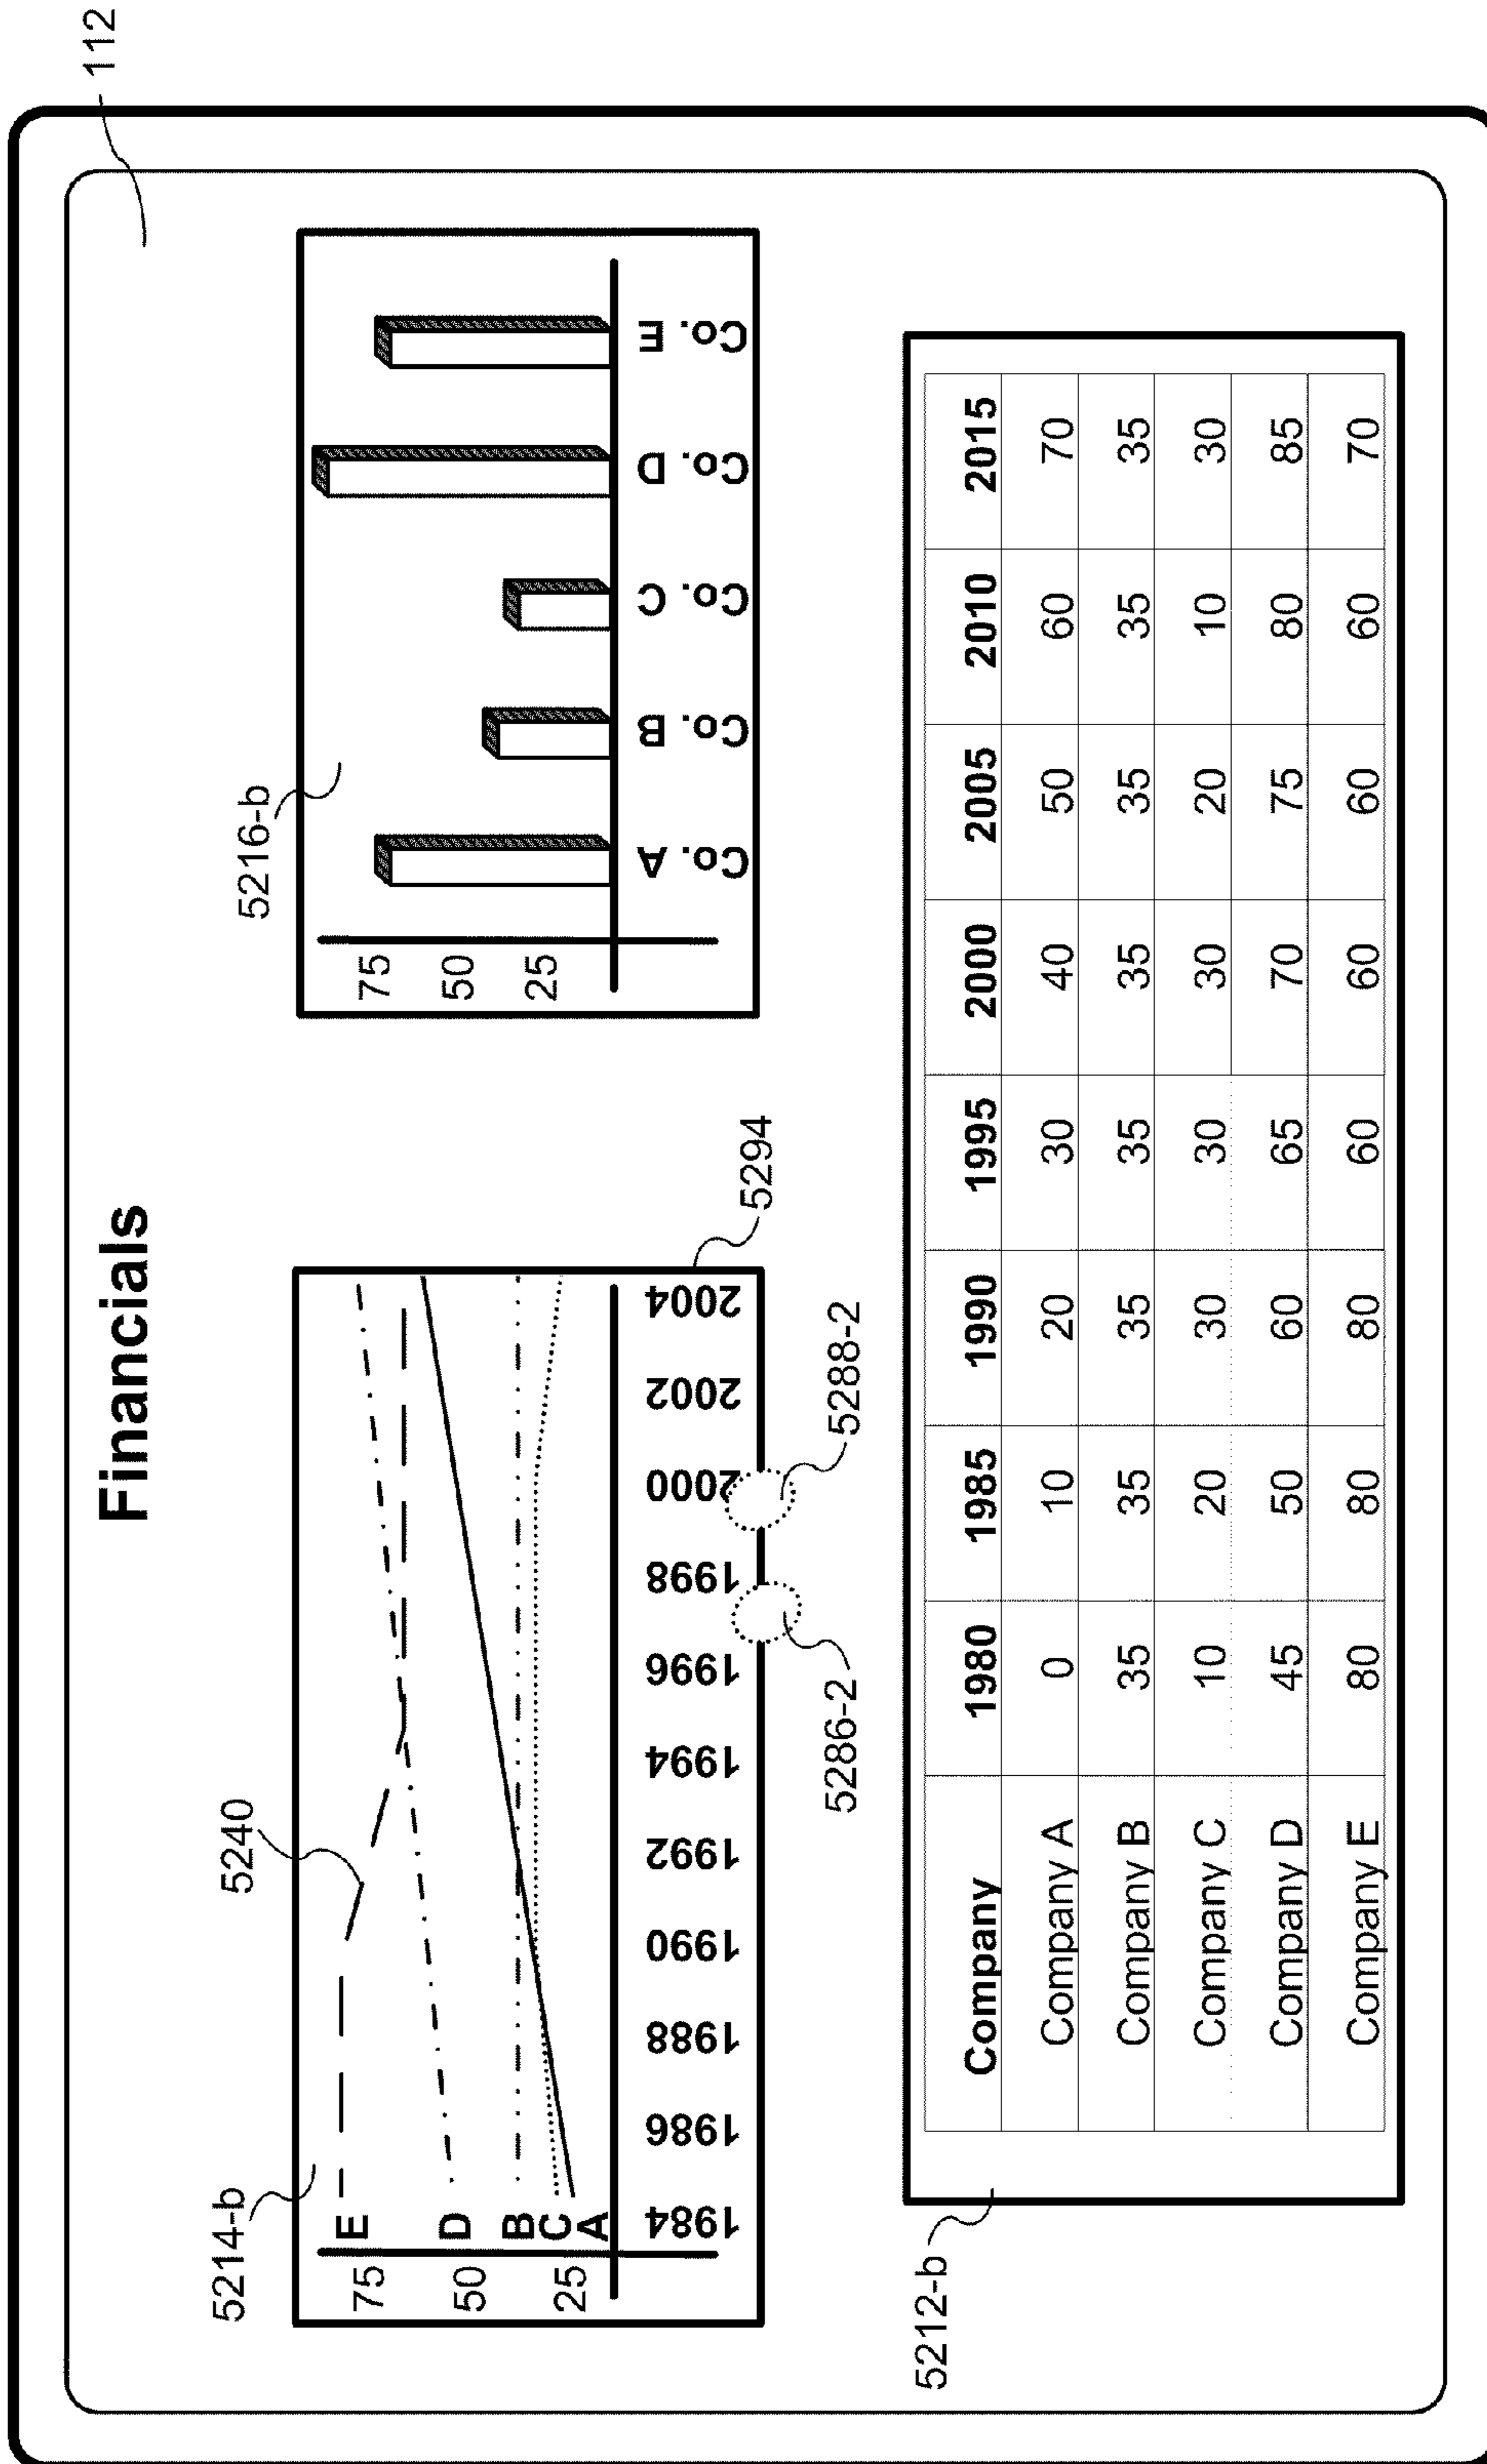 112
Financials
5214-b
5240
5216-b
75
50
25
E
D
B
C
A
1984
1986
1988
1990
1992
1994
1996
1998
2000
2002
2004
5294
5286-2
5288-2
75
50
25
Co. A
Co. B
Co. C
Co. D
Co. E
5212-b
Company 1980 1985 1990 1995 2000 2005 2010 2015
Company A 0 10 20 30 40 50 60 70
Company B 35 35 35 35 35 35 35 35
Company C 10 20 30 30 30 20 10 30
Company D 45 50 60 65 70 75 80 85
Company E 80 80 80 60 60 60 60 70